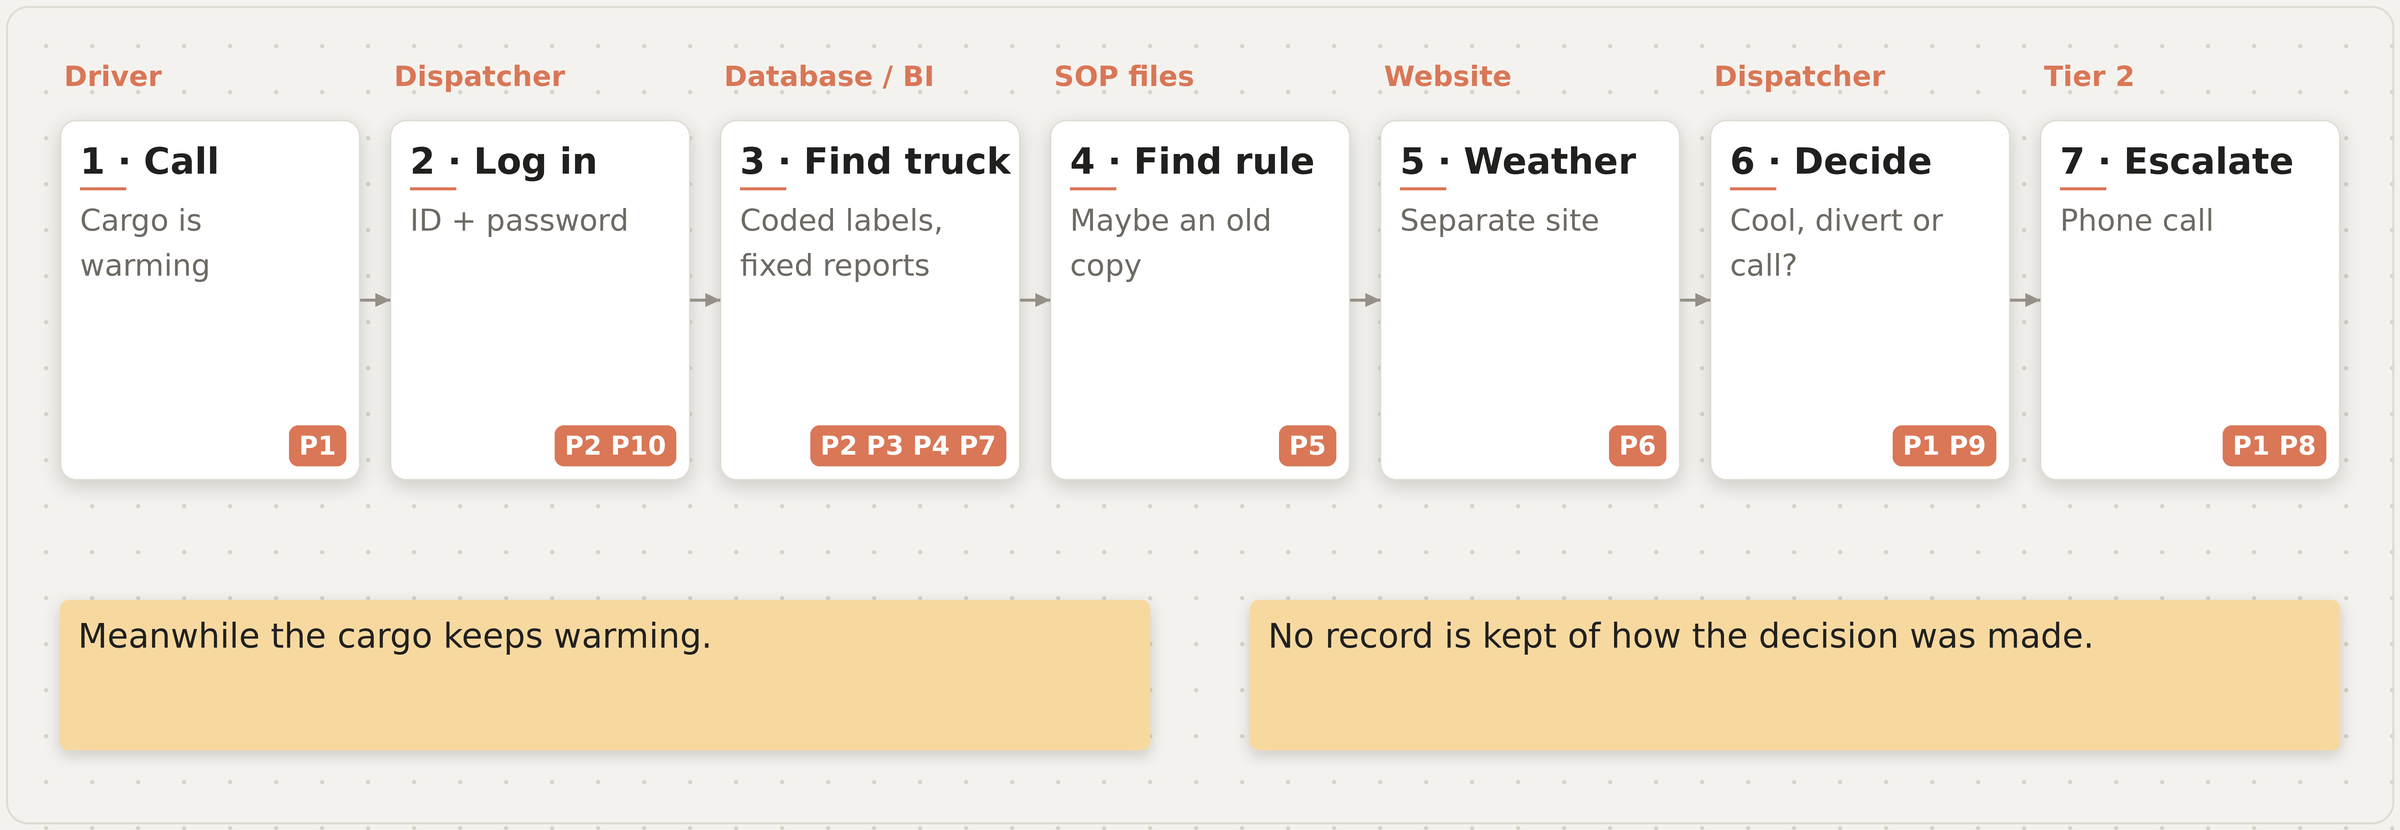 Driver
1 · Call
Cargo is
warming
P1
Dispatcher
2 · Log in
ID + password
P2 P10
Database / BI
3 · Find truck
Coded labels,
fixed reports
P2 P3 P4 P7
SOP files
4 · Find rule
Maybe an old
copy
P5
Website
5 · Weather
Separate site
P6
Dispatcher
6 · Decide
Cool, divert or
call?
P1 P9
Tier 2
7 · Escalate
Phone call
P1 P8
Meanwhile the cargo keeps warming.
No record is kept of how the decision was made.